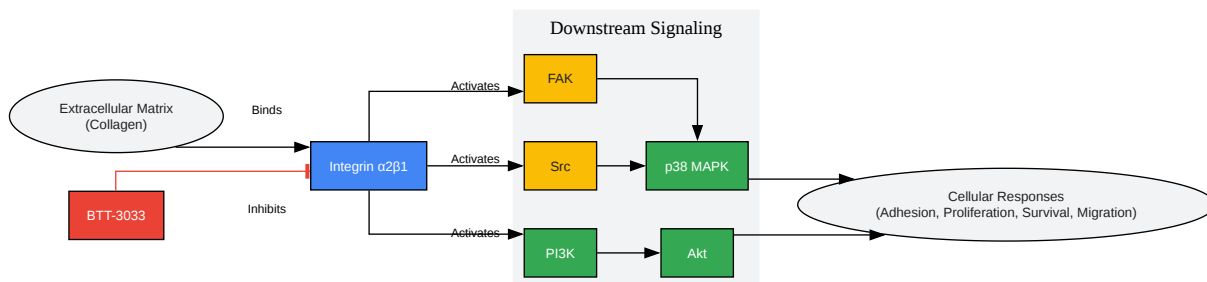 Downstream Signaling
Extracellular Matrix
(Collagen)
Binds
Inhibits
BTT-3033
Integrin α2β1
Activates
Activates
Activates
FAK
Src
p38 MAPK
PI3K
Akt
Cellular Responses
(Adhesion, Proliferation, Survival, Migration)